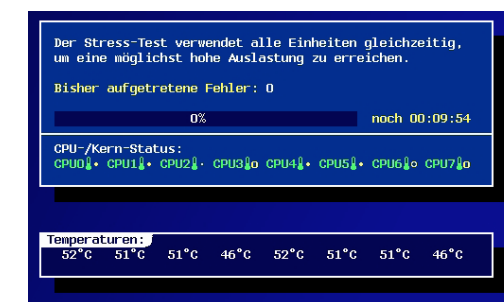 Der Stress-Test verwendet alle Einheiten gleichzeitig,
um eine möglichst hohe Auslastung zu erreichen.
Bisher aufgetretene Fehler: 0
0% noch 00:09:54
CPU-/Kern-Status:
CPU0 CPU1 CPU2 CPU3 CPU4 CPU5 CPU6 CPU7
Temperaturen:
52°C 51°C 51°C 46°C 52°C 51°C 51°C 46°C